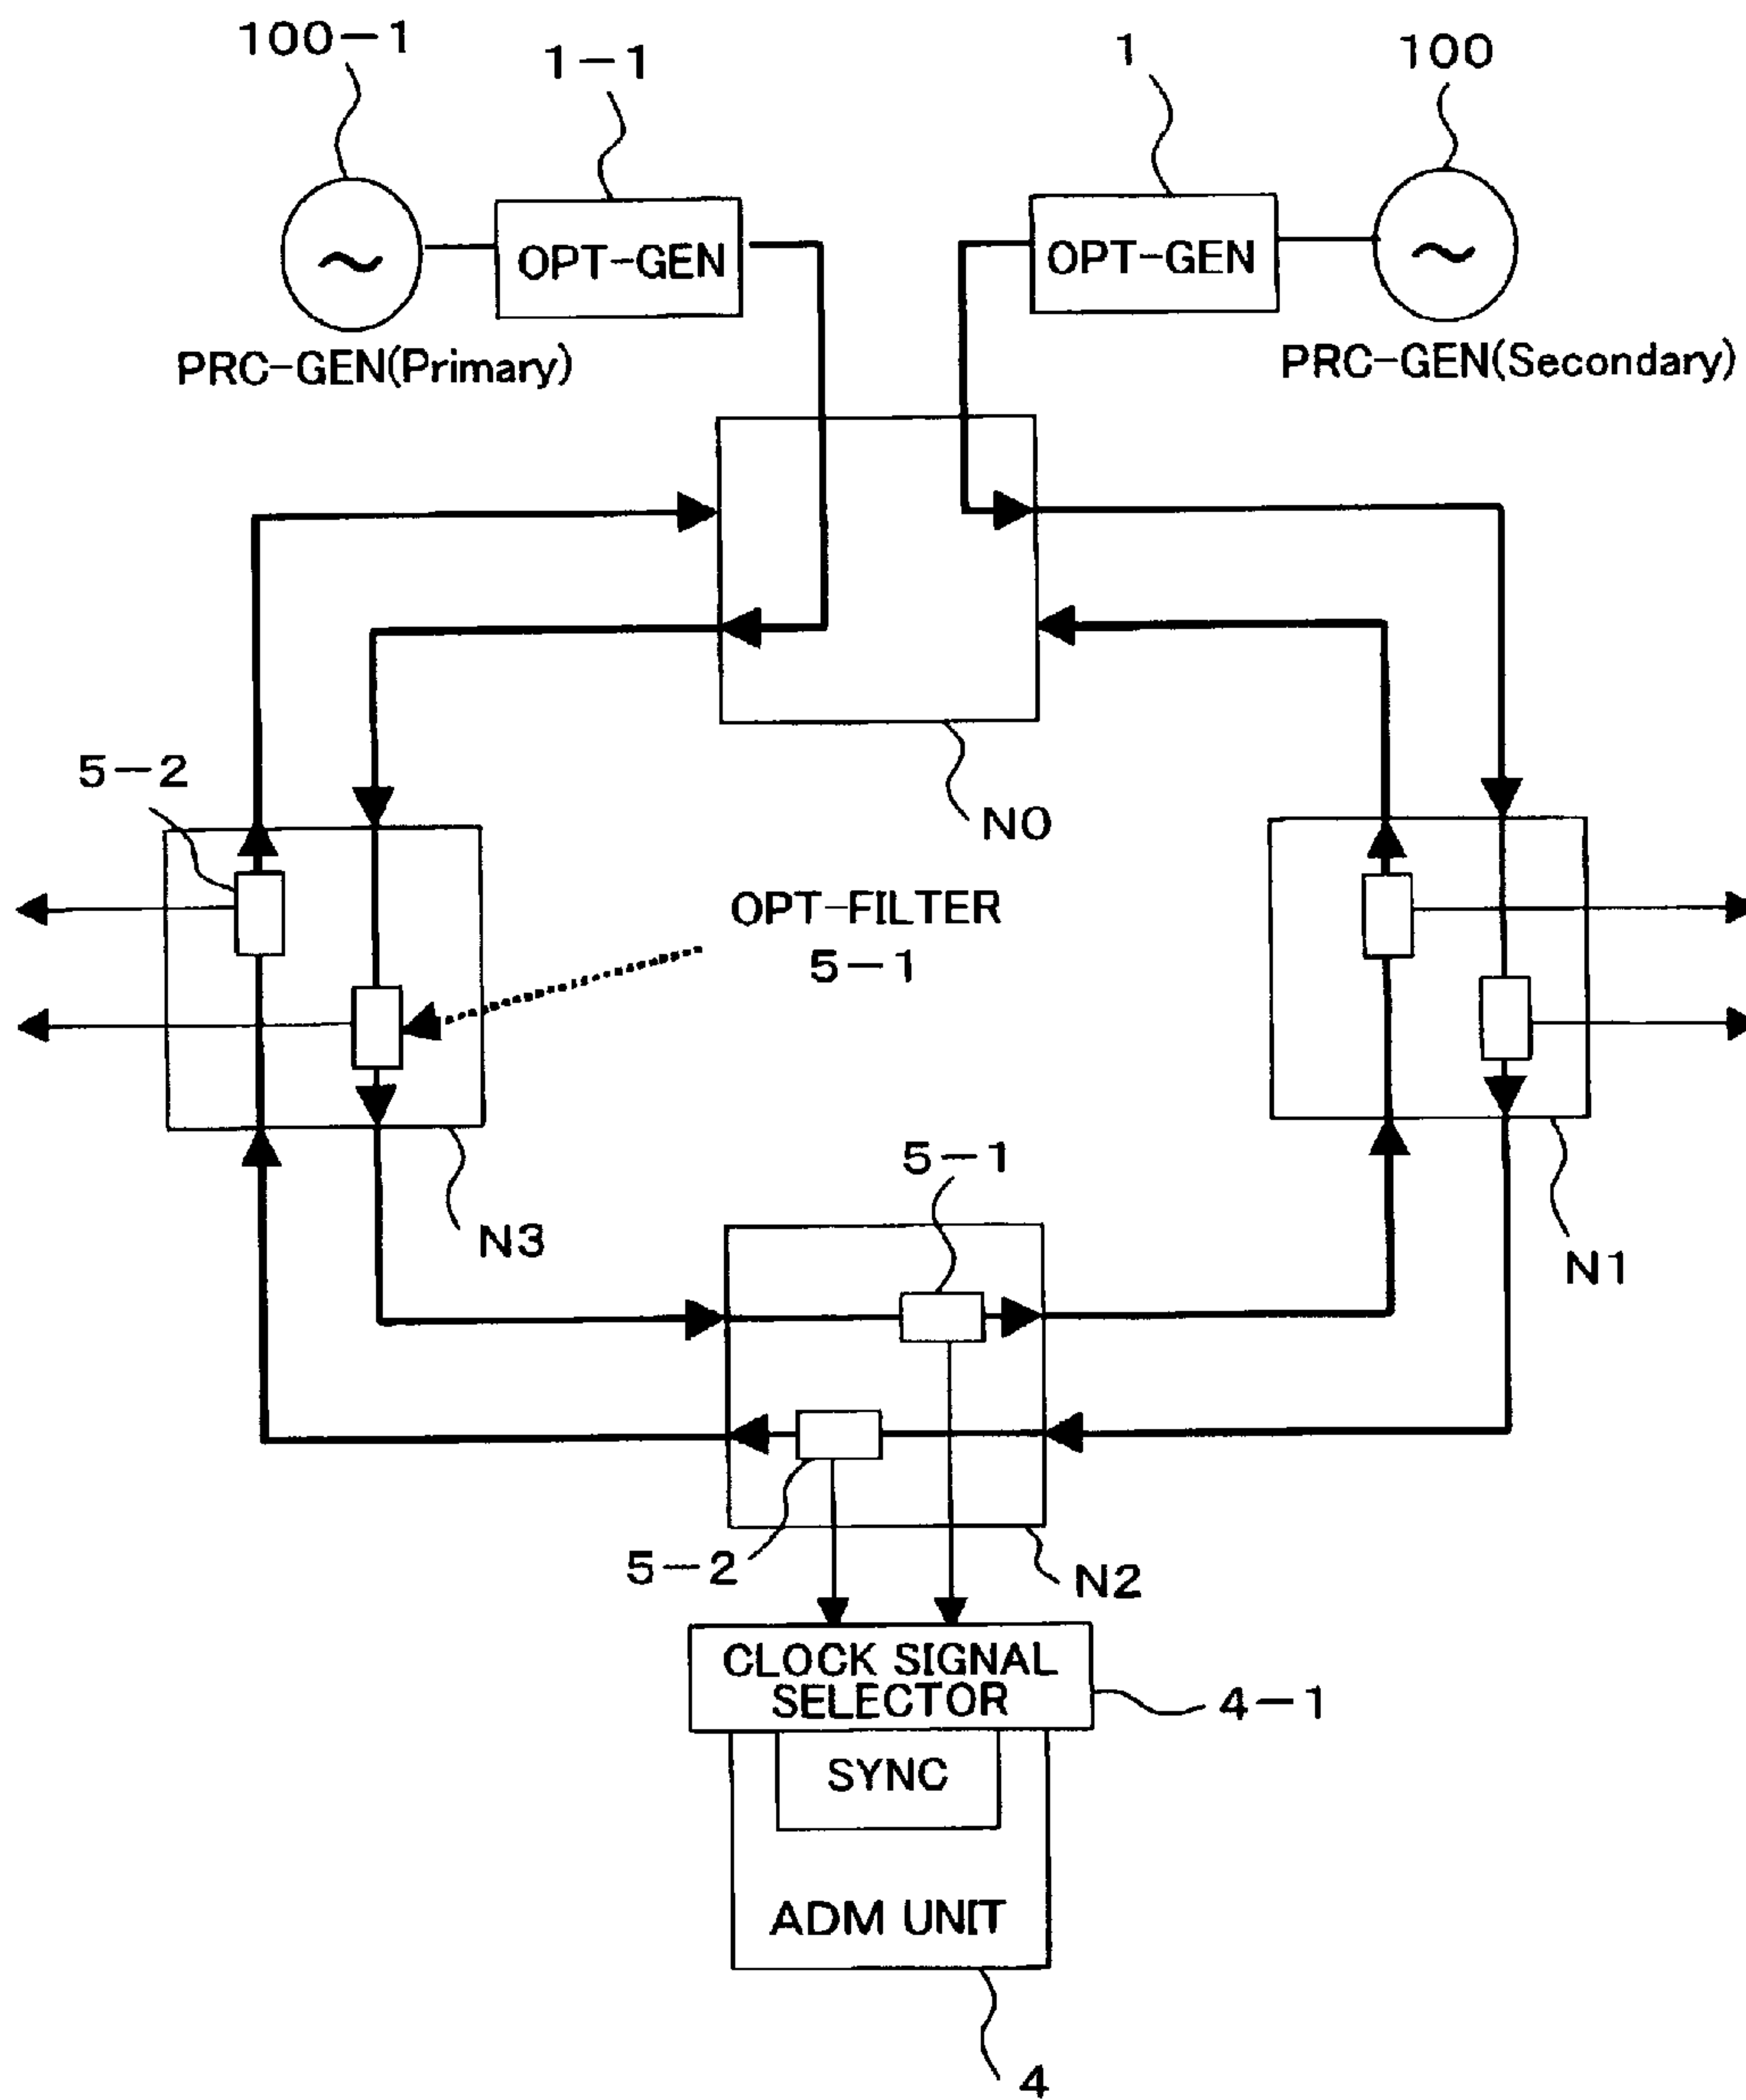 100-1
1-1
1
100
~
OPT-GEN
OPT-GEN
~
PRC-GEN(Primary)
PRC-GEN(Secondary)
5-2
N0
OPT-FILTER
5-1
5-1
N3
N1
5-2
N2
CLOCK SIGNAL
SELECTOR
4-1
SYNC
ADM UNIT
4